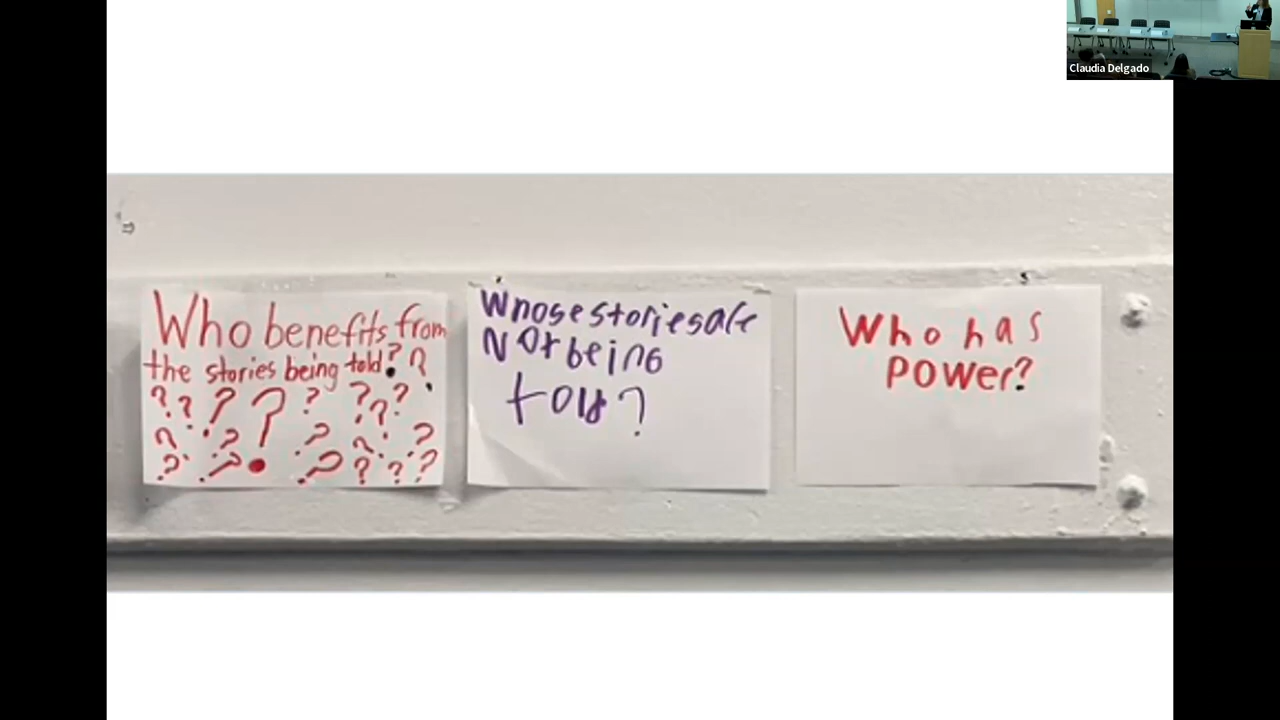 Claudia Delgado
Who benefits from
the stories being told? ?
? ? ? ? ? ? ? ?
? ? ? ?
? ? ? ? ? ?
Whose stories are
Not being
told?
Who has
power?